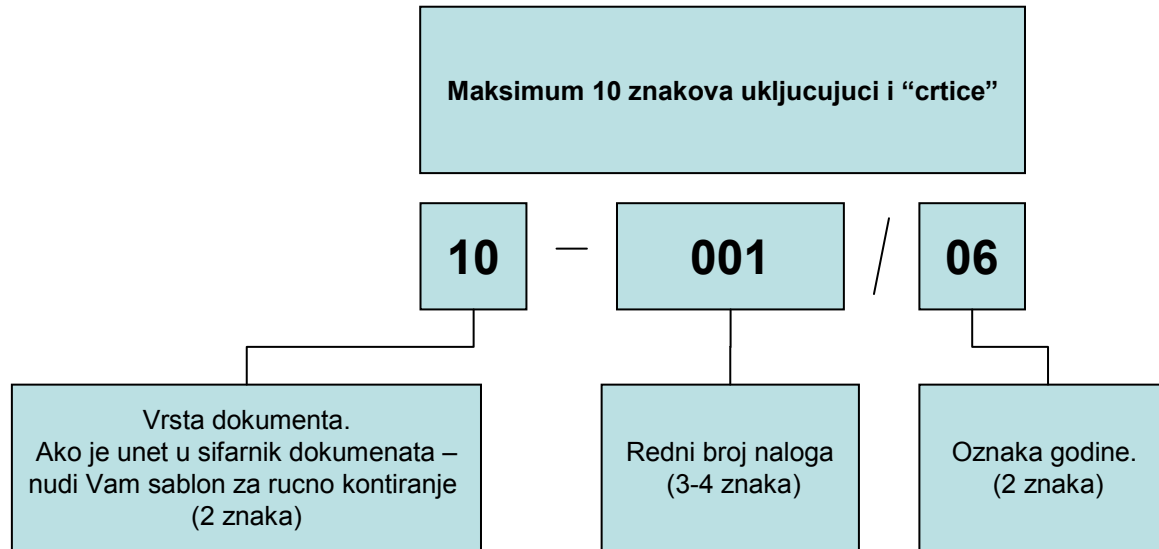 Maksimum 10 znakova ukljucujuci i “crtice”
10 — 001 / 06
Vrsta dokumenta.
Ako je unet u sifarnik dokumenata –
nudi Vam sablon za rucno kontiranje
(2 znaka)
Redni broj naloga
(3-4 znaka)
Oznaka godine.
(2 znaka)